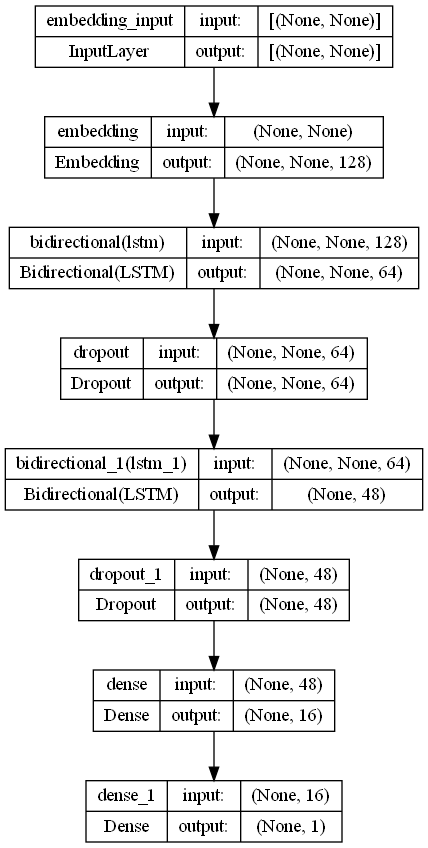 embedding_input input: [(None, None)]
InputLayer output: [(None, None)]
embedding input: (None, None)
Embedding output: (None, None, 128)
bidirectional(lstm) input: (None, None, 128)
Bidirectional(LSTM) output: (None, None, 64)
dropout input: (None, None, 64)
Dropout output: (None, None, 64)
bidirectional_1(lstm_1) input: (None, None, 64)
Bidirectional(LSTM) output: (None, 48)
dropout_1 input: (None, 48)
Dropout output: (None, 48)
dense input: (None, 48)
Dense output: (None, 16)
dense_1 input: (None, 16)
Dense output: (None, 1)